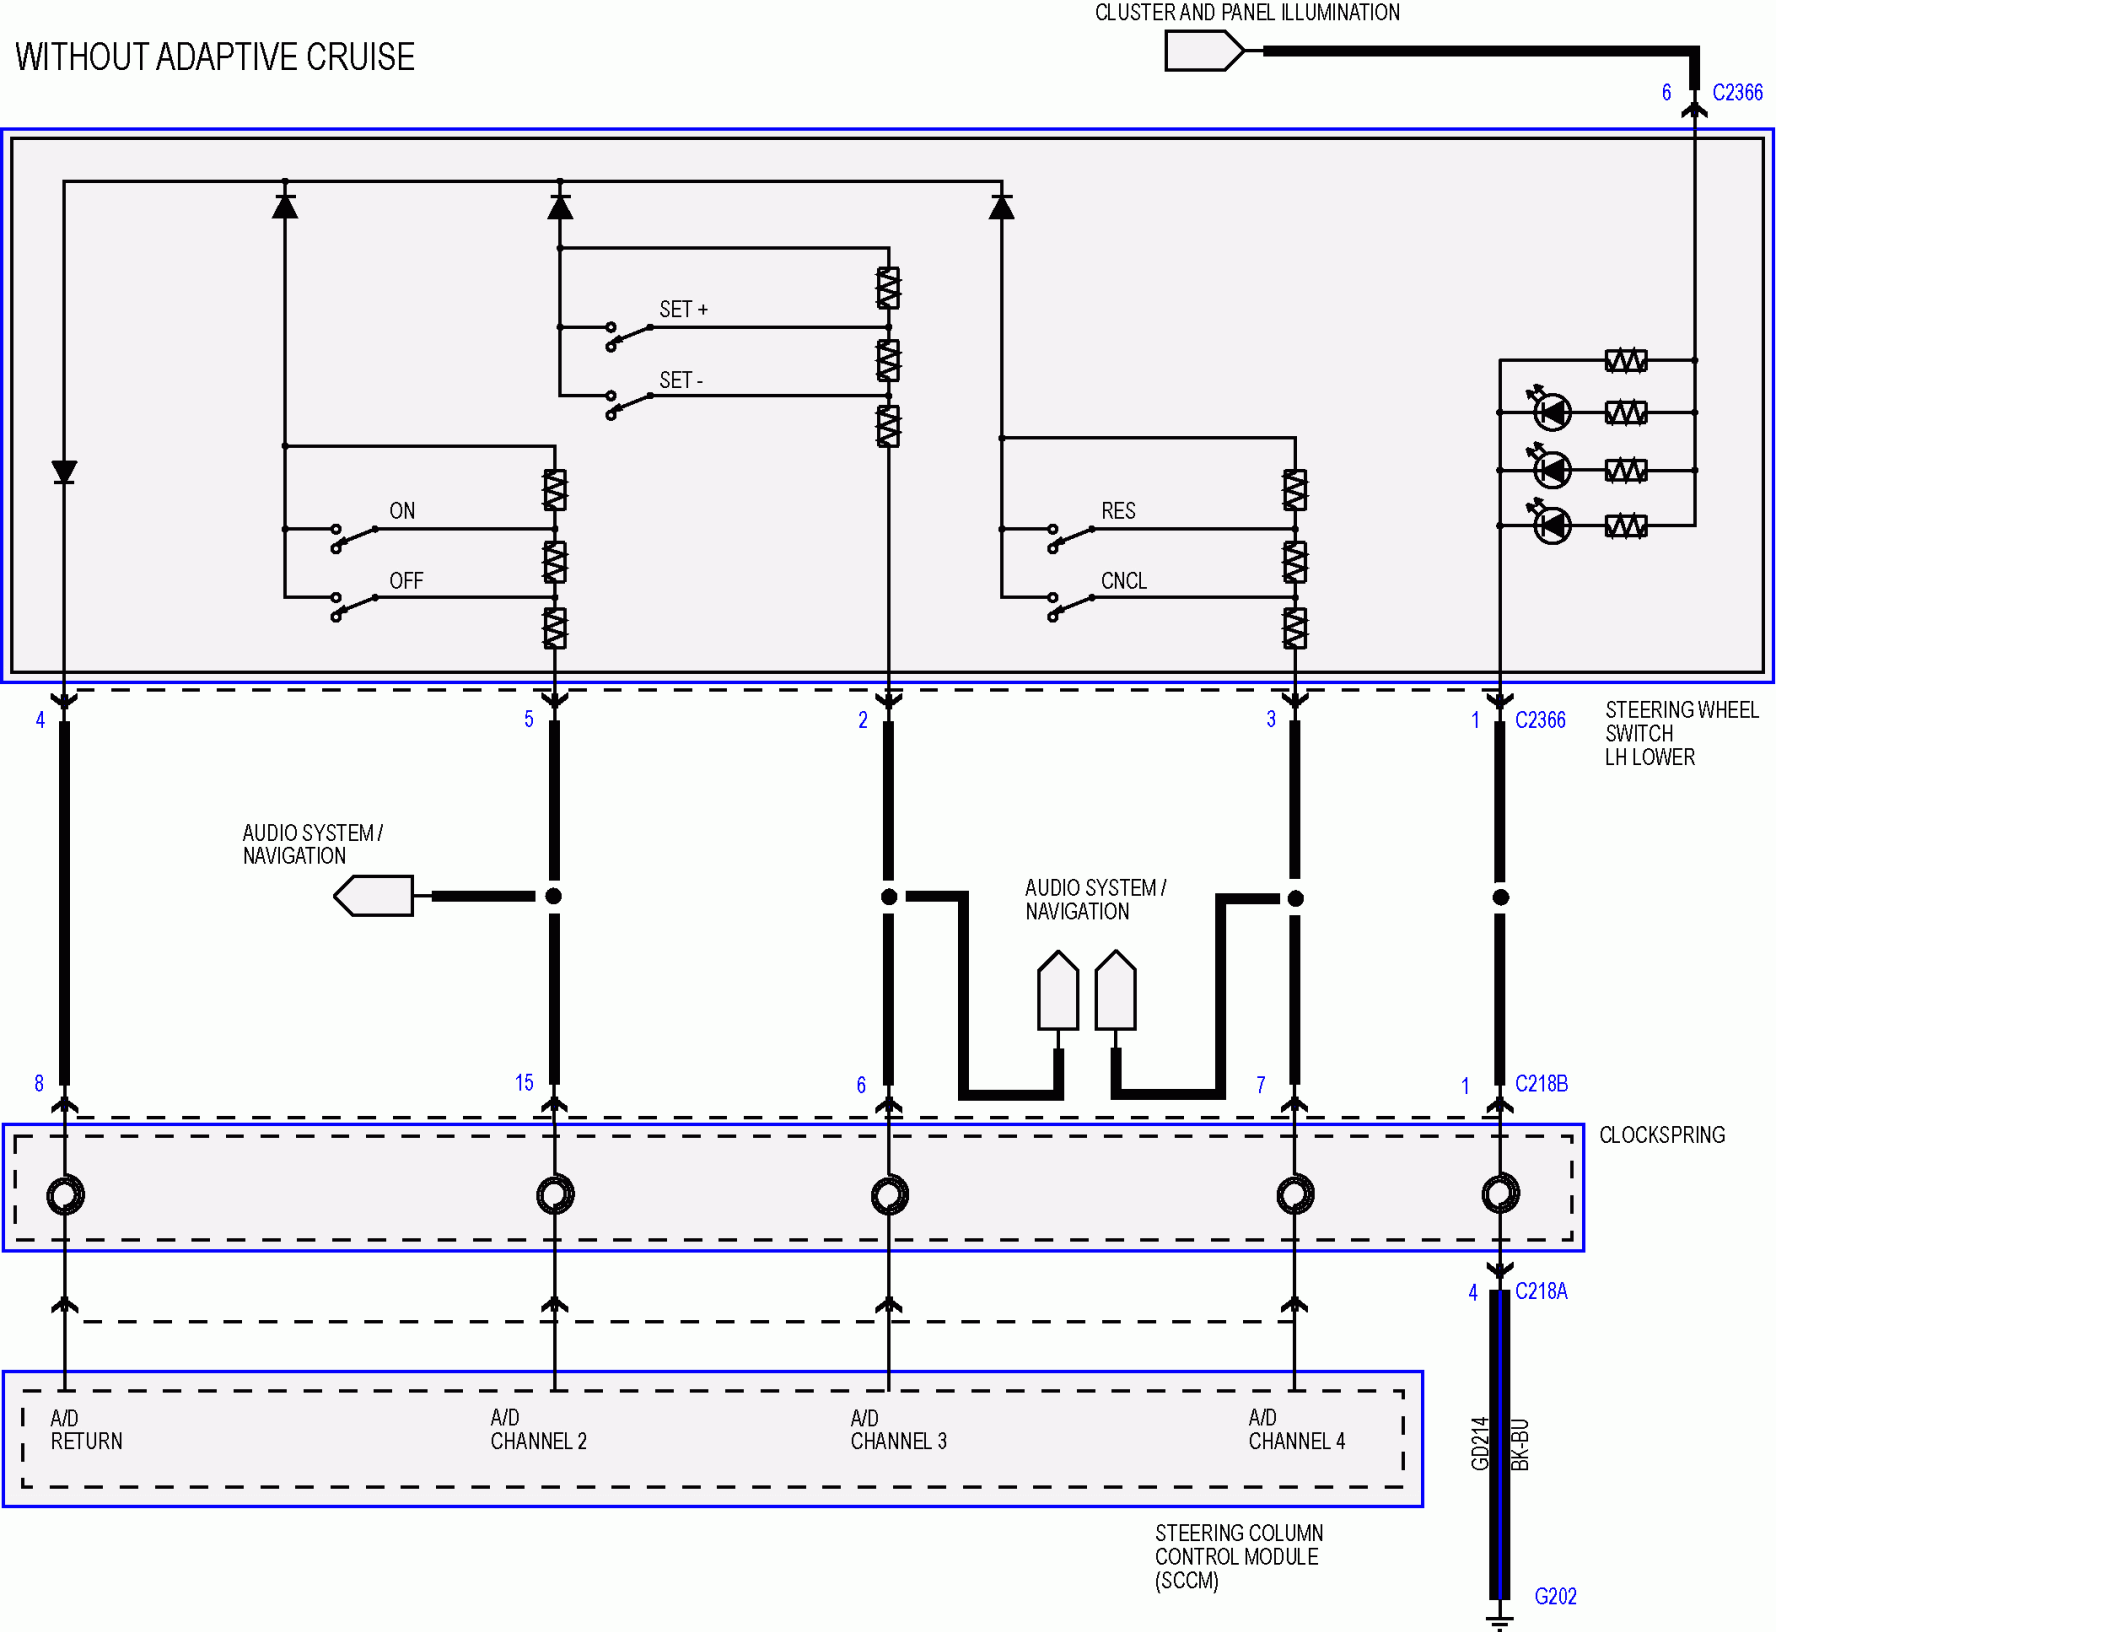 CLUSTER AND PANEL ILLUMINATION
WITHOUT ADAPTIVE CRUISE
6 C2366
SET +
SET -
ON
RES
OFF
CNCL
4 5 2 3 1 C2366
STEERING WHEEL
SWITCH
LH LOWER
AUDIO SYSTEM /
NAVIGATION
AUDIO SYSTEM /
NAVIGATION
8 15 6 7 1 C218B
CLOCKSPRING
4 C218A
A/D
RETURN
A/D
CHANNEL 2
A/D
CHANNEL 3
A/D
CHANNEL 4
GD214
BK-BU
STEERING COLUMN
CONTROL MODULE
(SCCM)
G202